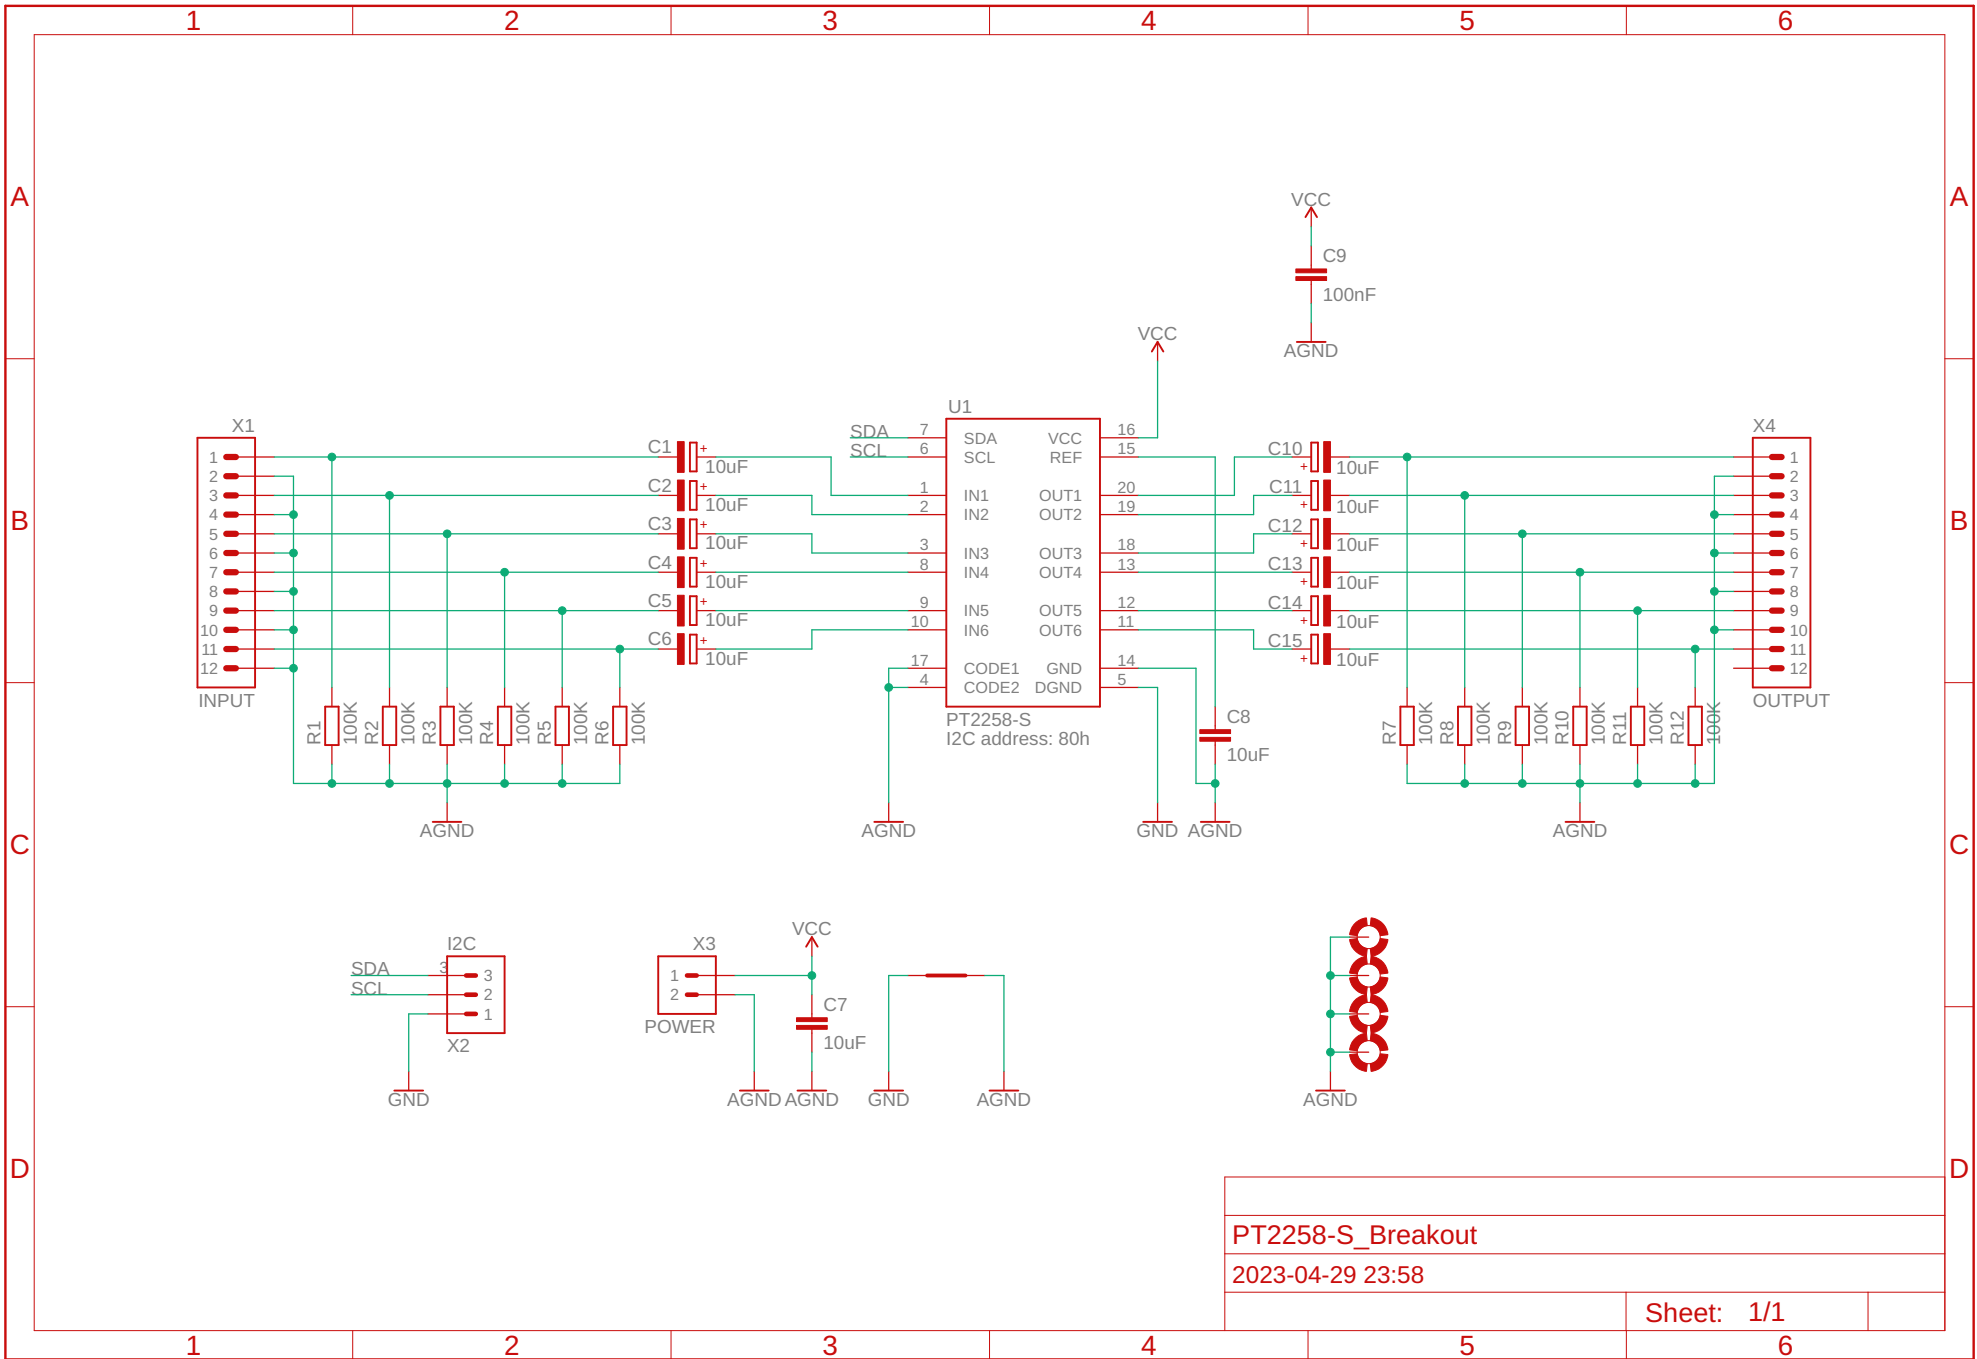 1 2 3 4 5 6
A A
VCC
C9
100nF
AGND
VCC
B B
X1
1
2
3
4
5
6
7
8
9
10
11
12
INPUT
C1
10uF
C2
10uF
C3
10uF
C4
10uF
C5
10uF
C6
10uF
R1 100K
R2 100K
R3 100K
R4 100K
R5 100K
R6 100K
AGND
U1
SDA 7 SDA VCC 16
SCL 6 SCL REF 15
1 IN1 OUT1 20
2 IN2 OUT2 19
3 IN3 OUT3 18
8 IN4 OUT4 13
9 IN5 OUT5 12
10 IN6 OUT6 11
17 CODE1 GND 14
4 CODE2 DGND 5
PT2258-S
I2C address: 80h
AGND
GND
AGND
C8
10uF
C10
+ 10uF
C11
+ 10uF
C12
+ 10uF
C13
+ 10uF
C14
+ 10uF
C15
+ 10uF
R7 100K
R8 100K
R9 100K
R10 100K
R11 100K
R12 100K
AGND
X4
1
2
3
4
5
6
7
8
9
10
11
12
OUTPUT
C C
I2C
SDA 3 3
SCL 2
1
X2
GND
X3
1
2
POWER
VCC
C7
10uF
AGND
AGND
GND
AGND
AGND
D D
PT2258-S_Breakout
2023-04-29 23:58
Sheet: 1/1
1 2 3 4 5 6